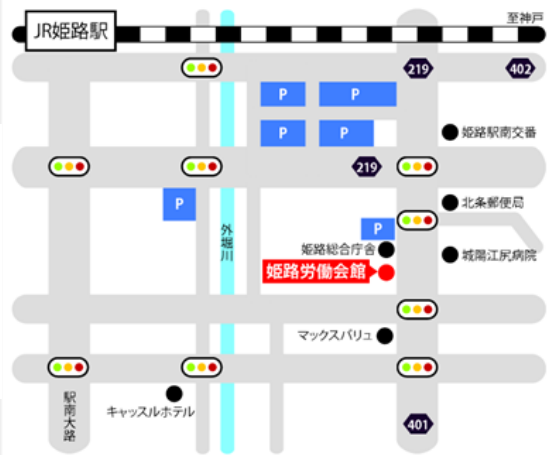 至神戸
JR姫路駅
219
402
P
P
P
P
姫路駅南交番
219
P
北条郵便局
P
外堀川
姫路総合庁舎
城陽江尻病院
姫路労働会館
マックスバリュ
駅南大路
キャッスルホテル
401